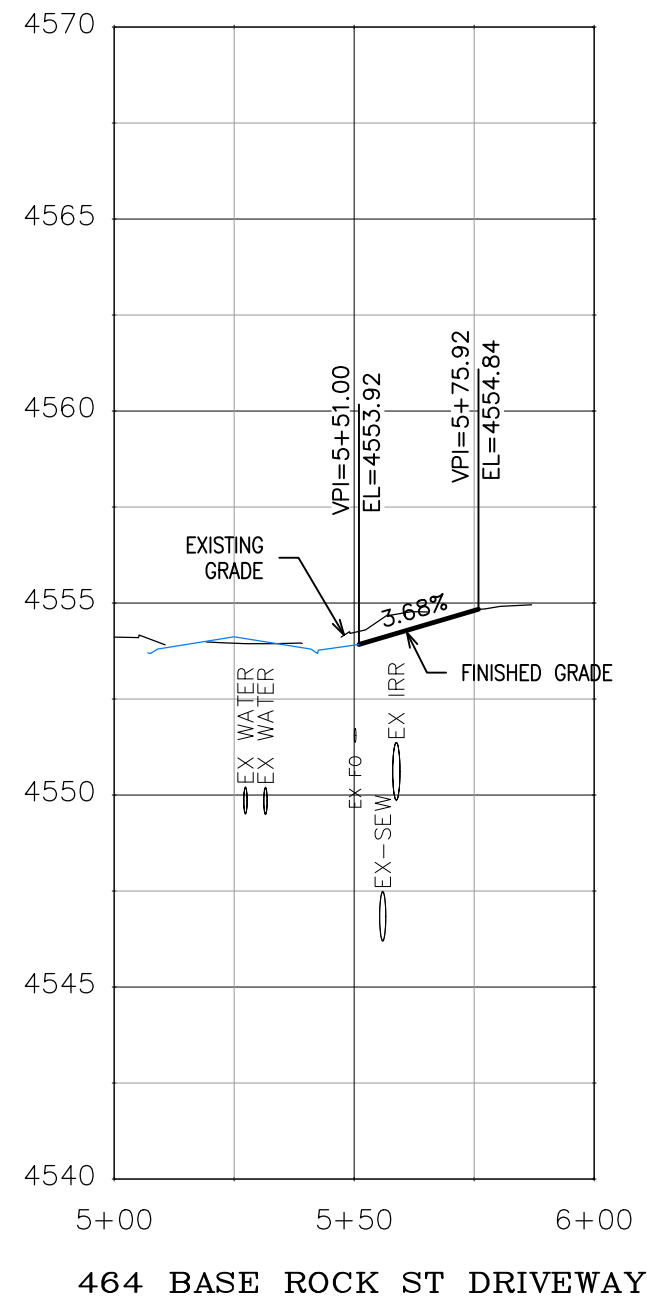 4570
4565
4560
4555
4550
4545
4540
VPI=5+51.00
EL=4553.92
VPI=5+75.92
EL=4554.84
EXISTING
GRADE
3.68%
FINISHED GRADE
EX WATER
EX WATER
EX FO
EX IRR
EX-SEW
5+00
5+50
6+00
464 BASE ROCK ST DRIVEWAY